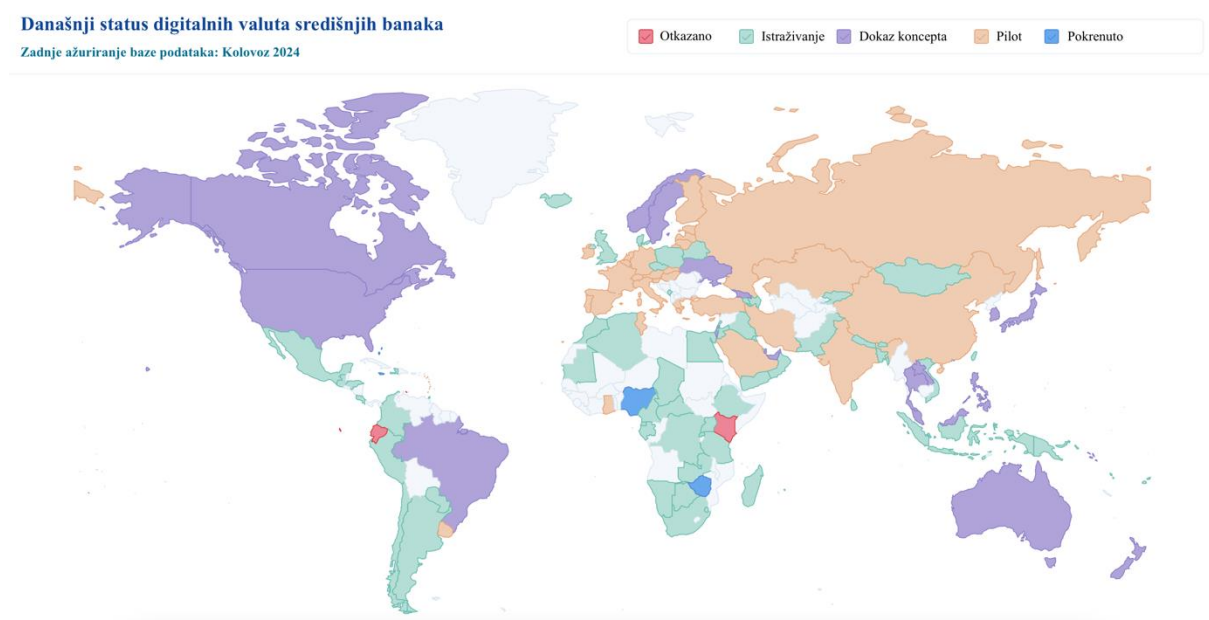 Današnji status digitalnih valuta središnjih banaka
Zadnje ažuriranje baze podataka: Kolovoz 2024
Otkazano Istraživanje Dokaz koncepta Pilot Pokrenuto